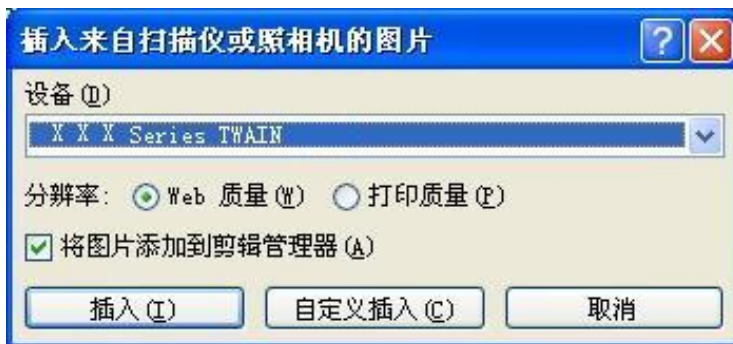 插入来自扫描仪或照相机的图片
设备(D)
X X X Series TWAIN
分辨率: Web 质量(W) 打印质量(P)
将图片添加到剪辑管理器(A)
插入(I) 自定义插入(C) 取消